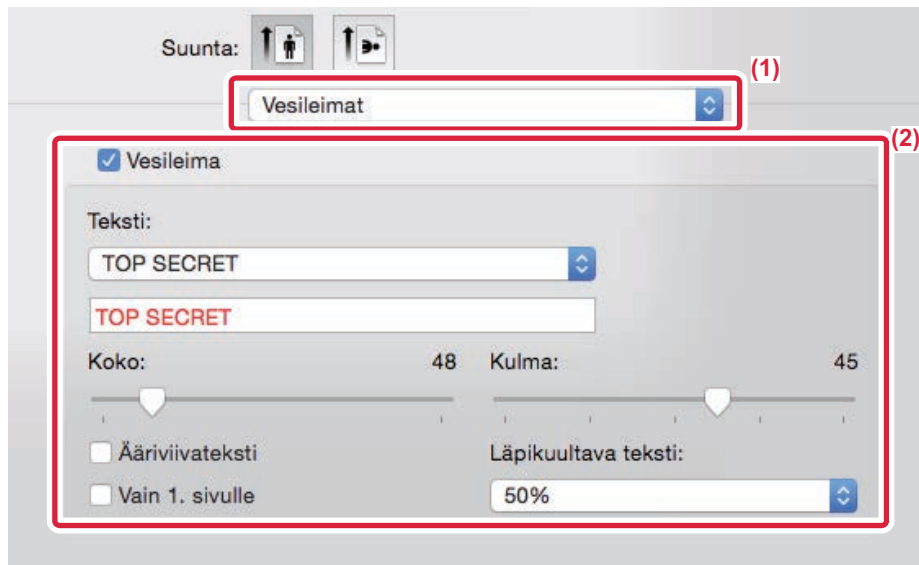 Suunta:
(1)
Vesileimat
(2)
Vesileima
Teksti:
TOP SECRET
TOP SECRET
Koko: 48 Kulma: 45
Ääriviivateksti Läpikuultava teksti:
Vain 1. sivulle 50%